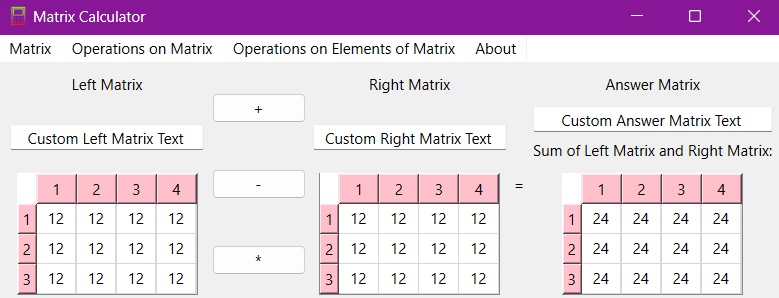 Matrix Calculator
Matrix Operations on Matrix Operations on Elements of Matrix About
Left Matrix Right Matrix Answer Matrix
+
Custom Answer Matrix Text
Custom Left Matrix Text Custom Right Matrix Text
Sum of Left Matrix and Right Matrix:
1 2 3 4 - 1 2 3 4 = 1 2 3 4
1 12 12 12 12 1 12 12 12 12 1 24 24 24 24
2 12 12 12 12 2 12 12 12 12 2 24 24 24 24
*
3 12 12 12 12 3 12 12 12 12 3 24 24 24 24